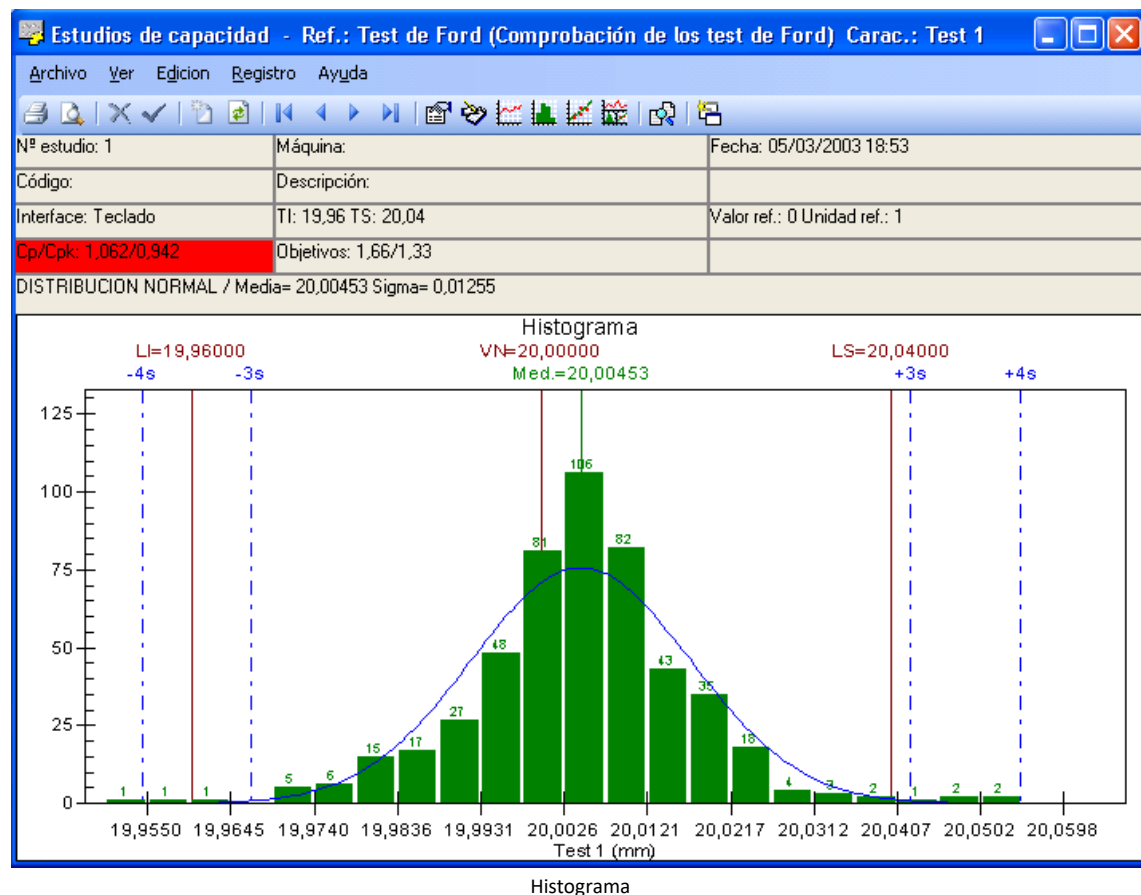 Estudios de capacidad - Ref.: Test de Ford (Comprobación de los test de Ford) Carac.: Test 1
Archivo Ver Edicion Registro Ayuda
Nº estudio: 1 Máquina: Fecha: 05/03/2003 18:53
Código: Descripción:
Interface: Teclado TI: 19,96 TS: 20,04 Valor ref.: 0 Unidad ref.: 1
Cp/Cpk: 1,062/0,942 Objetivos: 1,66/1,33
DISTRIBUCION NORMAL / Media= 20,00453 Sigma= 0,01255
Histograma
LI=19,96000 VN=20,00000 LS=20,04000
-4s -3s Med.=20,00453 +3s +4s
125
106
100
81 82
75
48 43
50
35
27
25
15 17 18
5 6 4 3
1 1 1 2 1 2 2
0
19,9550 19,9645 19,9740 19,9836 19,9931 20,0026 20,0121 20,0217 20,0312 20,0407 20,0502 20,0598
Test 1 (mm)
Histograma